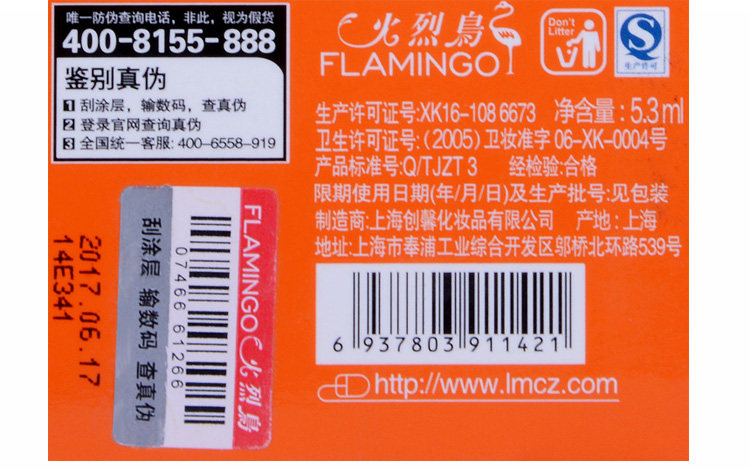 唯一防伪查询电话，非此，视为假货
400-8155-888
鉴别真伪
1 刮涂层，输数码，查真伪
2 登录官网查询真伪
3 全国统一客服: 400-6558-919
火烈鳥
FLAMINGO
Don't
Litter
QS
生产许可
生产许可证号:XK16-108 6673 净含量: 5.3ml
卫生许可证号:(2005)卫妆准字 06-XK-0004号
产品标准号:Q/TJZT 3 经检验:合格
限期使用日期(年/月/日)及生产批号:见包装
制造商:上海创馨化妆品有限公司 产地: 上海
地址:上海市奉浦工业综合开发区邬桥北环路539号
6 937803 911421
http://www.lmcz.com
2017.06.17
14E341
刮涂层 输数码 查真伪
07466 61266
FLAMINGO 火烈鳥